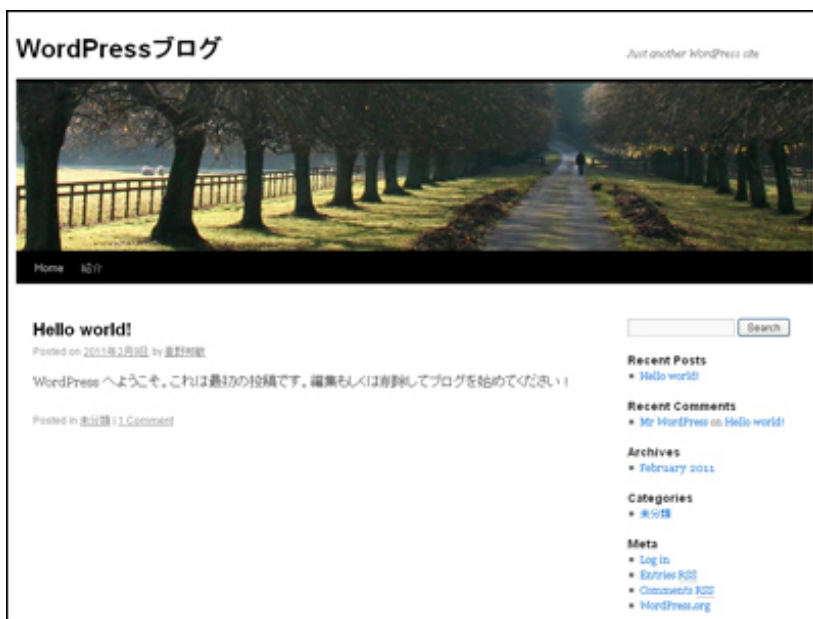 WordPressブログ
Just another WordPress site
Home 紹介
Hello world!
Posted on 2011年2月9日 by
WordPress へようこそ。これは最初の投稿です。編集もしくは削除してブログを始めてください！
Posted in 未分類 | 1 Comment
Search
Recent Posts
Hello world!
Recent Comments
Mr WordPress on Hello world!
Archives
February 2011
Categories
未分類
Meta
Log in
Entries RSS
Comments RSS
WordPress.org